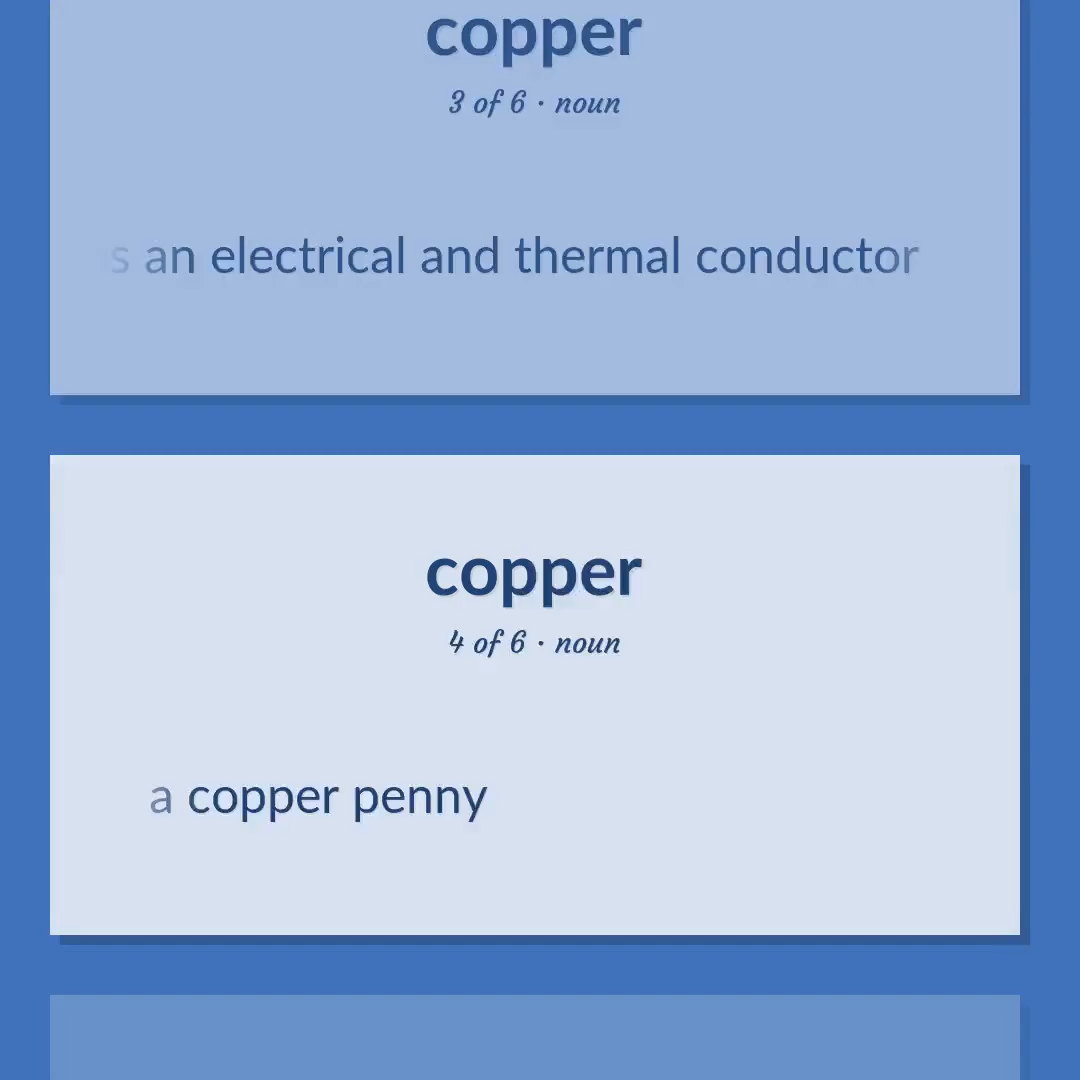 copper
3 of 6 · noun
an electrical and thermal conductor
copper
4 of 6 · noun
a copper penny